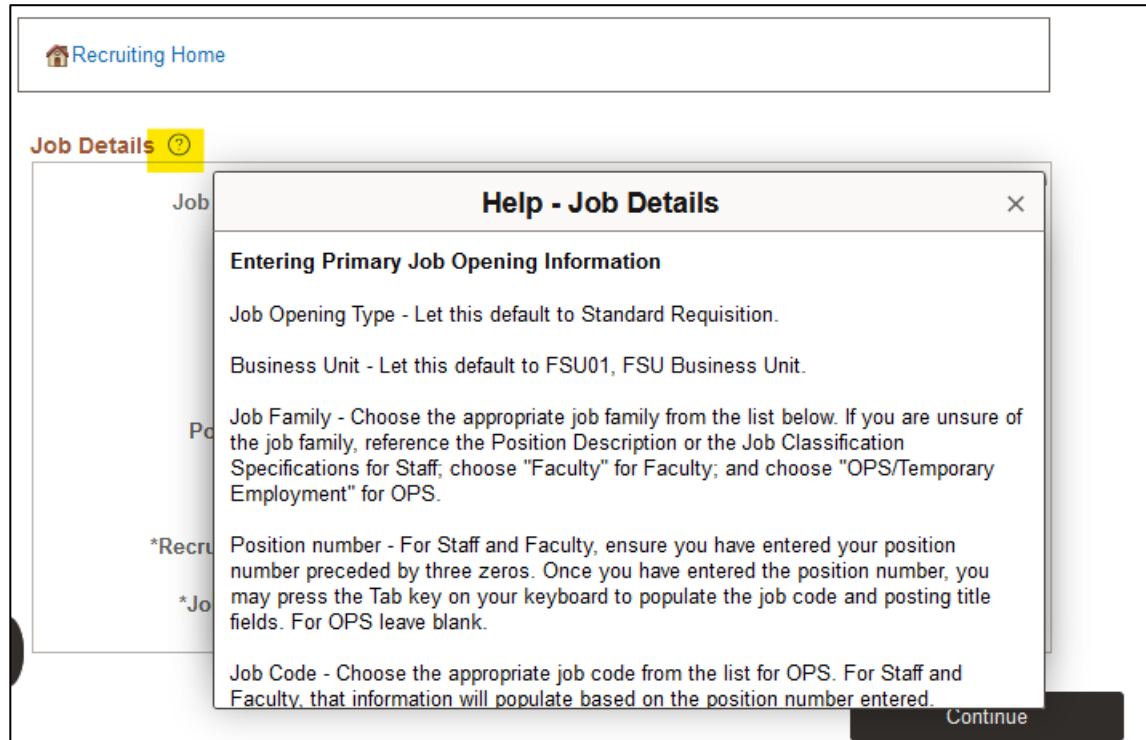 Recruiting Home
Job Details
Job
Help - Job Details
Entering Primary Job Opening Information
Job Opening Type - Let this default to Standard Requisition.
Business Unit - Let this default to FSU01, FSU Business Unit.
Job Family - Choose the appropriate job family from the list below. If you are unsure of
the job family, reference the Position Description or the Job Classification
Specifications for Staff; choose "Faculty" for Faculty; and choose "OPS/Temporary
Employment" for OPS.
Po
*Recru
Position number - For Staff and Faculty, ensure you have entered your position
number preceded by three zeros. Once you have entered the position number, you
may press the Tab key on your keyboard to populate the job code and posting title
fields. For OPS leave blank.
*Jo
Job Code - Choose the appropriate job code from the list for OPS. For Staff and
Faculty, that information will populate based on the position number entered.
Continue